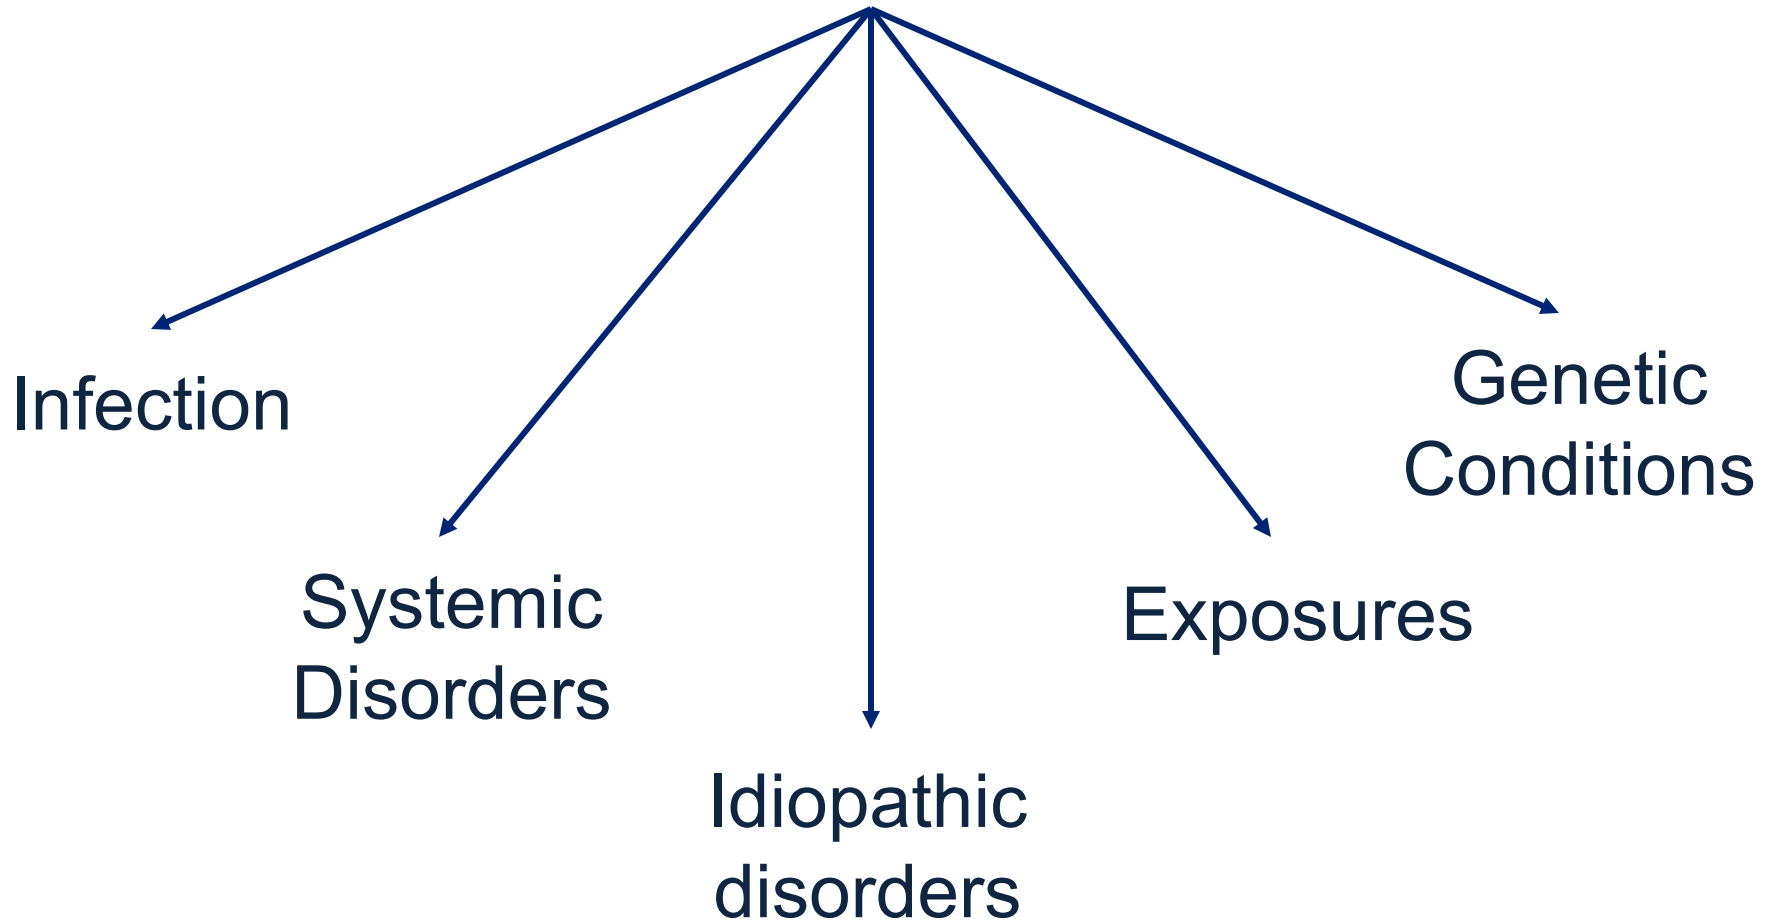 Infection
Genetic
Conditions
Systemic
Disorders
Exposures
Idiopathic
disorders